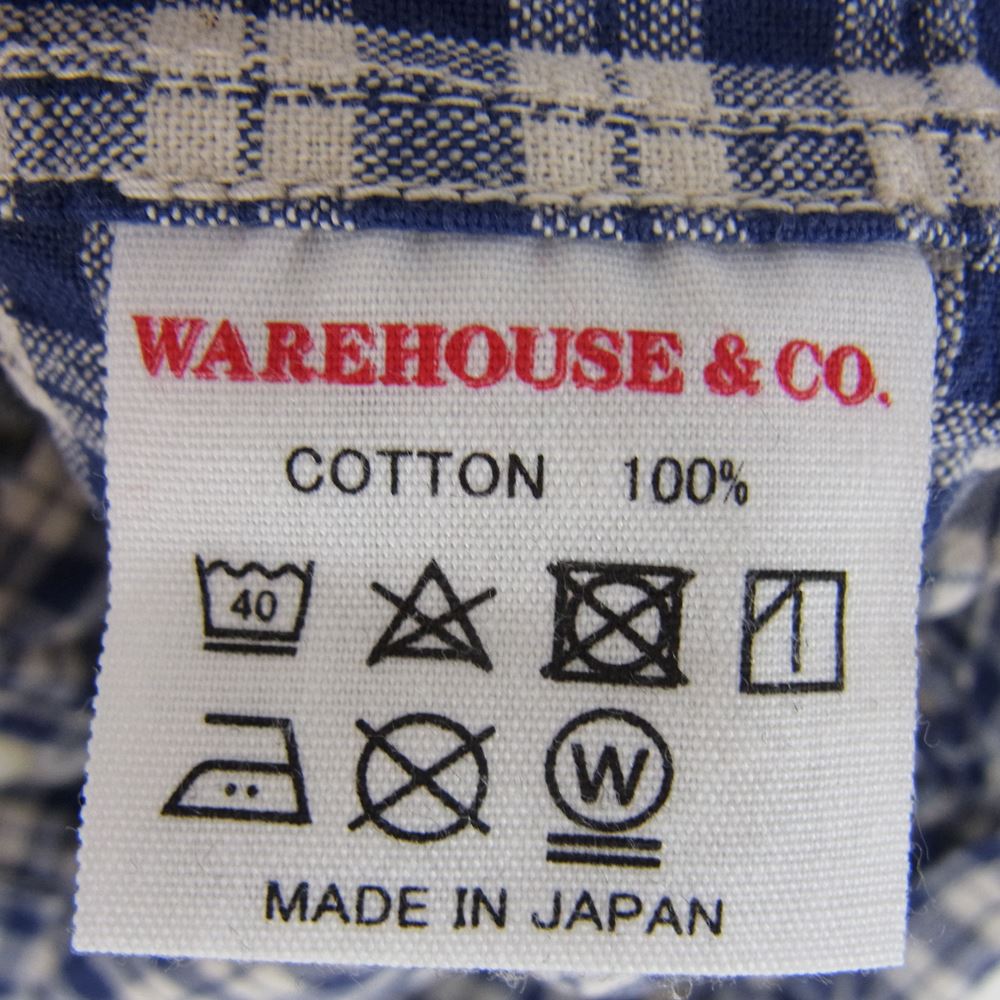 WAREHOUSE & CO.
COTTON 100%
40
W
MADE IN JAPAN